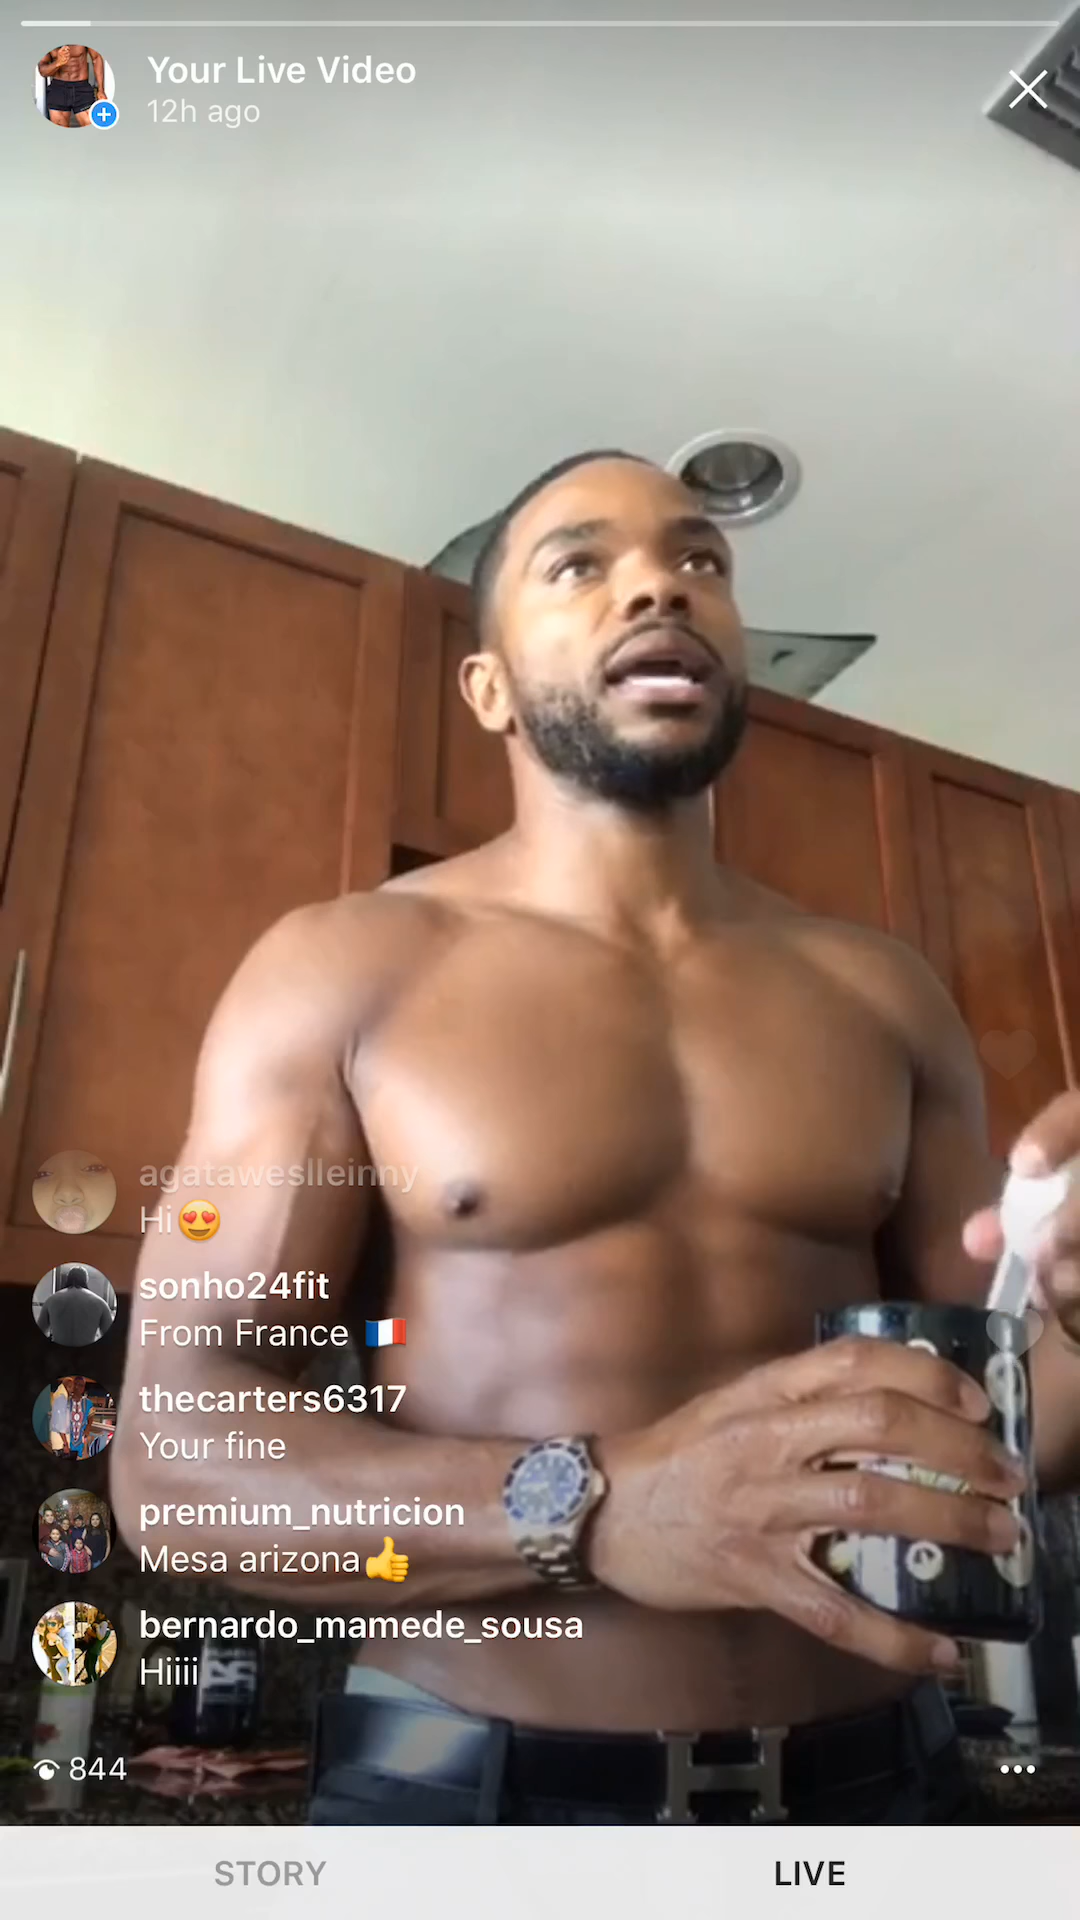 Your Live Video
12h ago
agataweslleinny
Hi😍
sonho24fit
From France 🇫🇷
thecarters6317
Your fine
premium_nutricion
Mesa arizona👍
bernardo_mamede_sousa
Hiiii
844
STORY
LIVE